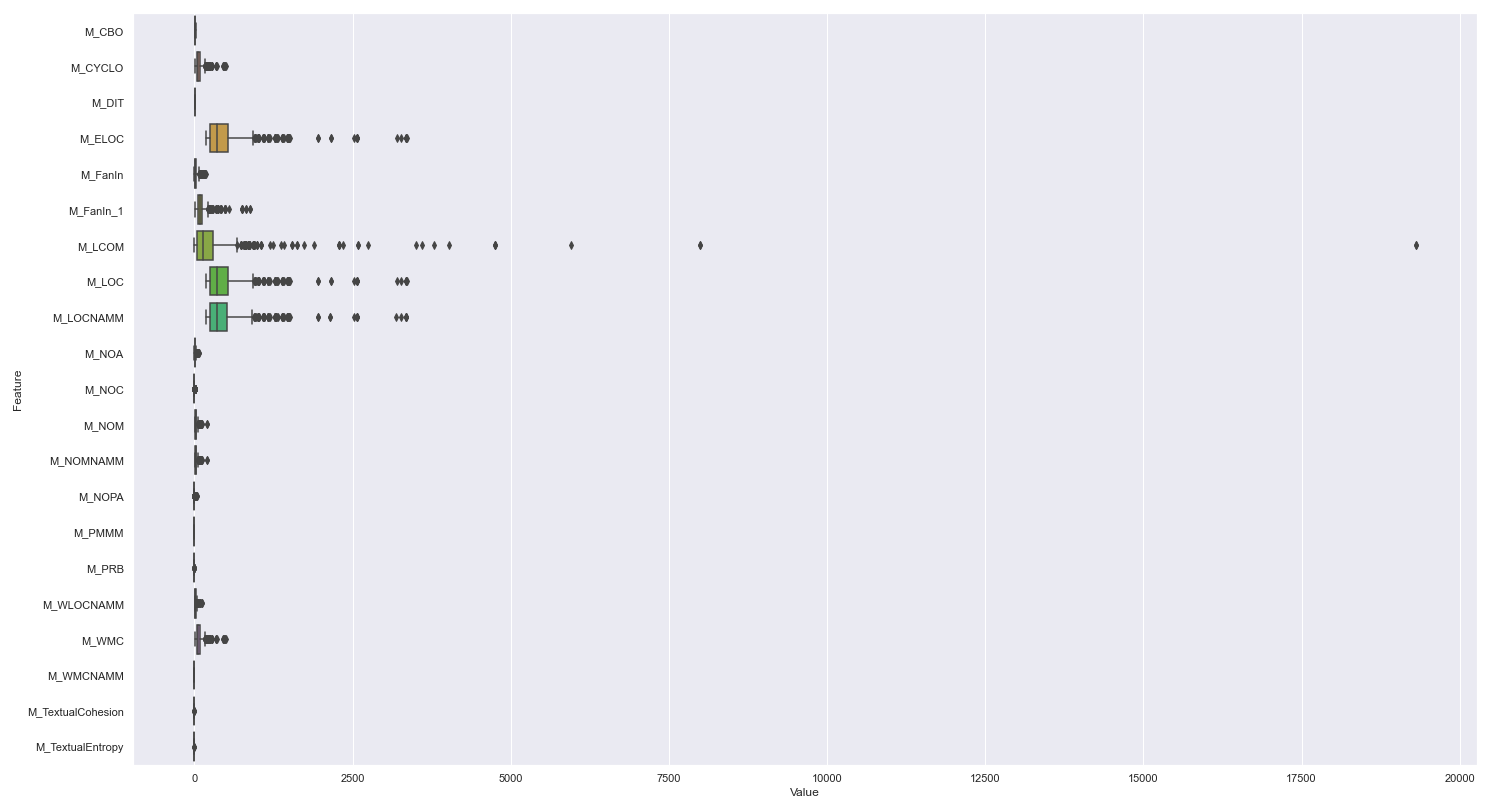 M_CBO
M_CYCLO
M_DIT
M_ELOC
M_FanIn
M_FanIn_1
M_LCOM
M_LOC
M_LOCNAMM
M_NOA
M_NOC
M_NOM
M_NOMNAMM
M_NOPA
M_PMMM
M_PRB
M_WLOCNAMM
M_WMC
M_WMCNAMM
M_TextualCohesion
M_TextualEntropy
Feature
0 2500 5000 7500 10000 12500 15000 17500 20000
Value